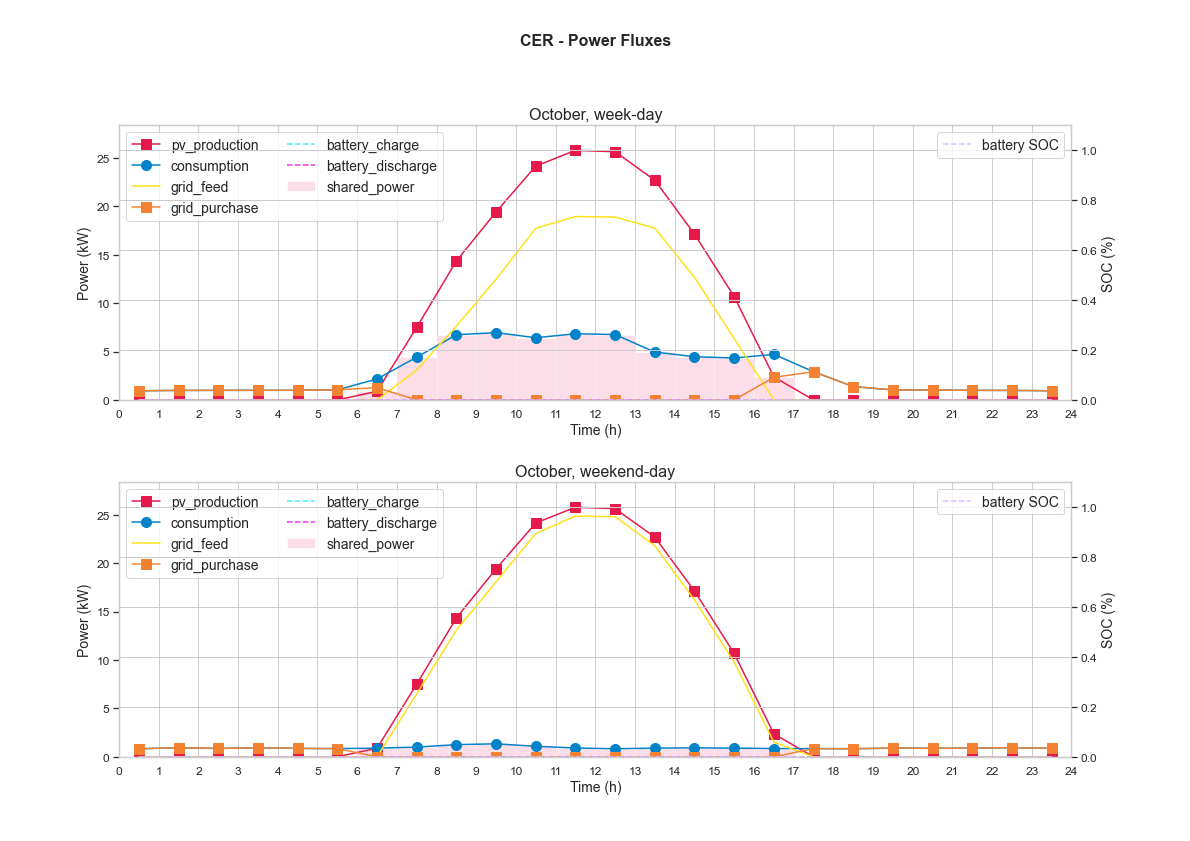 CER - Power Fluxes
October, week-day
pv_production
consumption
grid_feed
grid_purchase
battery_charge
battery_discharge
shared_power
battery SOC
Power (kW)
25
20
15
10
5
0
SOC (%)
1.0
0.8
0.6
0.4
0.2
0.0
0 1 2 3 4 5 6 7 8 9 10 11 12 13 14 15 16 17 18 19 20 21 22 23 24
Time (h)
October, weekend-day
pv_production
consumption
grid_feed
grid_purchase
battery_charge
battery_discharge
shared_power
battery SOC
Power (kW)
25
20
15
10
5
0
SOC (%)
1.0
0.8
0.6
0.4
0.2
0.0
0 1 2 3 4 5 6 7 8 9 10 11 12 13 14 15 16 17 18 19 20 21 22 23 24
Time (h)